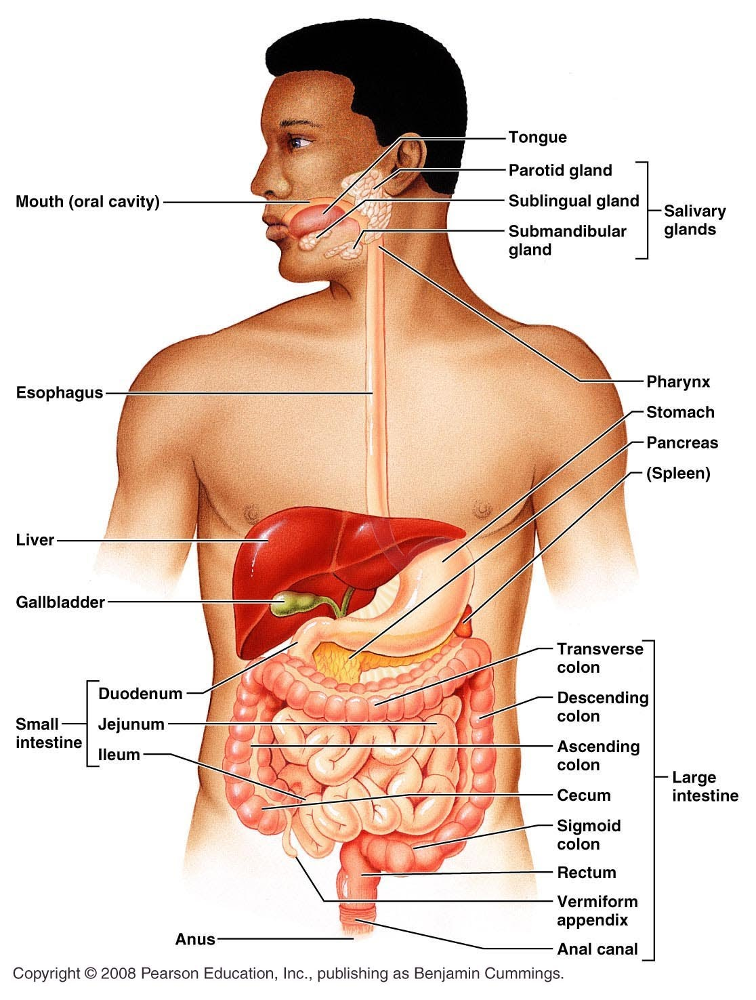 Tongue
Parotid gland
Mouth (oral cavity)
Sublingual gland
Salivary
glands
Submandibular
gland
Pharynx
Esophagus
Stomach
Pancreas
(Spleen)
Liver
Gallbladder
Transverse
colon
Duodenum
Descending
colon
Small
intestine
Jejunum
Ileum
Ascending
colon
Large
intestine
Cecum
Sigmoid
colon
Rectum
Vermiform
appendix
Anus
Anal canal
Copyright © 2008 Pearson Education, Inc., publishing as Benjamin Cummings.